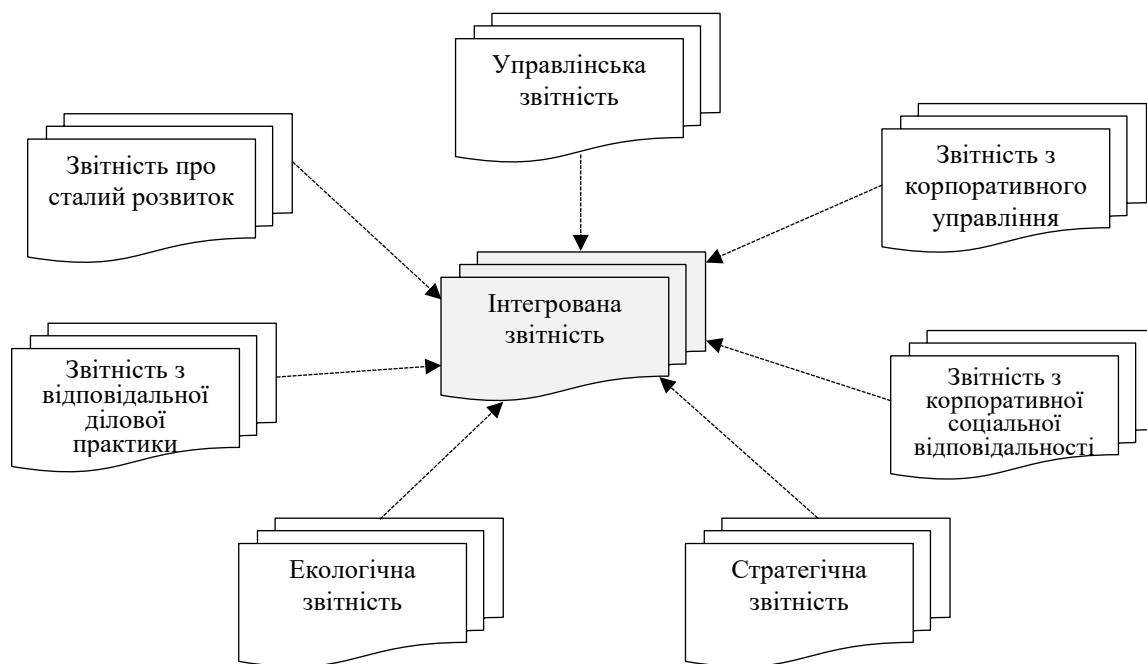 Управлінська
звітність
Звітність про
сталий розвиток
Звітність з
корпоративного
управління
Інтегрована
звітність
Звітність з
відповідальної
ділової
практики
Звітність з
корпоративної
соціальної
відповідальності
Екологічна
звітність
Стратегічна
звітність